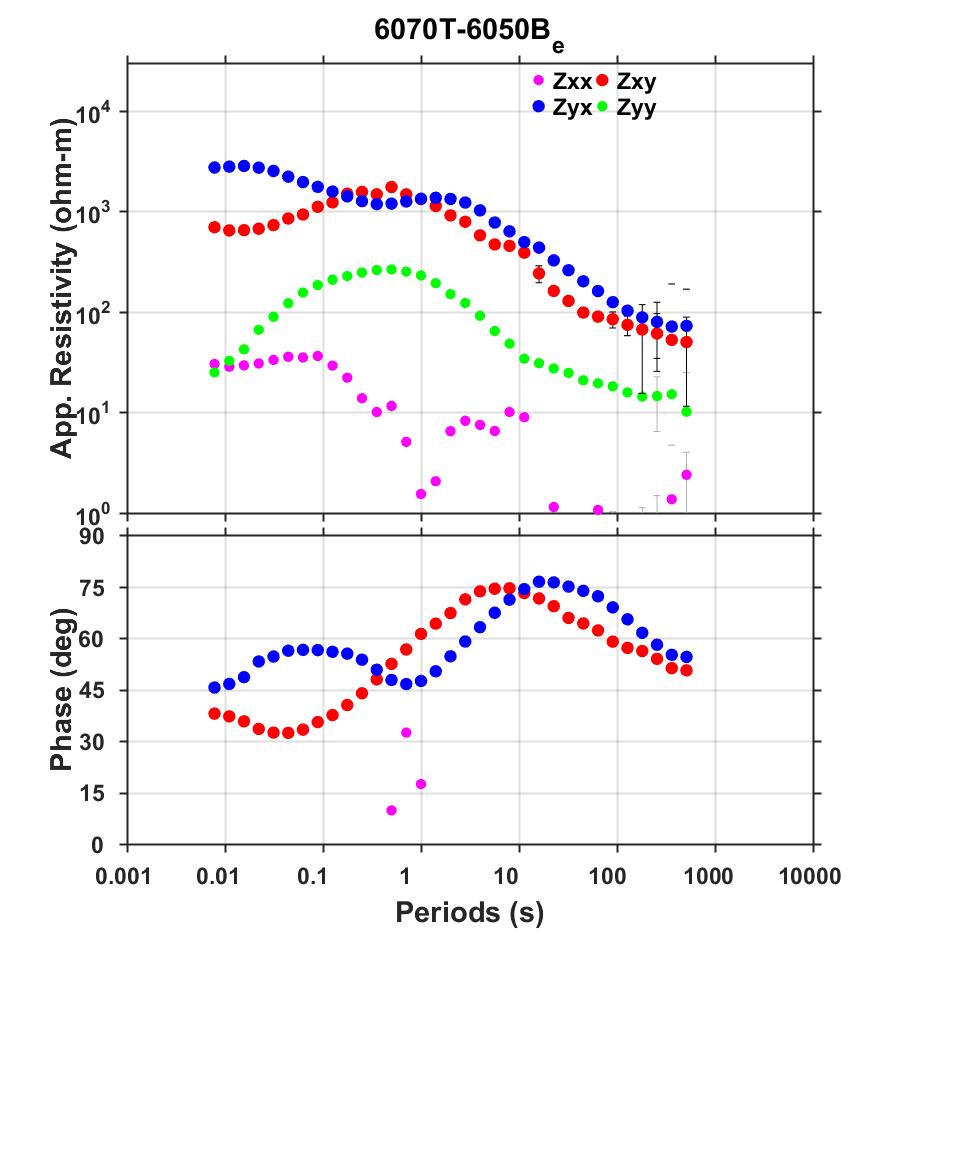 6070T-6050Be
Zxx Zxy
Zyx Zyy
App. Resistivity (ohm-m)
10^4
10^3
10^2
10^1
10^0
Phase (deg)
90
75
60
45
30
15
0
0.001 0.01 0.1 1 10 100 1000 10000
Periods (s)